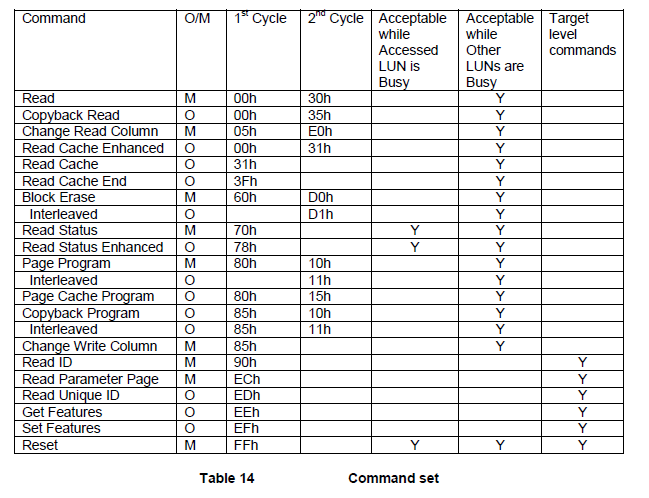 Command O/M 1st Cycle 2nd Cycle Acceptable while Accessed LUN is Busy Acceptable while Other LUNs are Busy Target level commands
Read M 00h 30h Y
Copyback Read O 00h 35h Y
Change Read Column M 05h E0h Y
Read Cache Enhanced O 00h 31h Y
Read Cache O 31h Y
Read Cache End O 3Fh Y
Block Erase M 60h D0h Y
Interleaved O D1h Y
Read Status M 70h Y Y
Read Status Enhanced O 78h Y Y
Page Program M 80h 10h Y
Interleaved O 11h Y
Page Cache Program O 80h 15h Y
Copyback Program O 85h 10h Y
Interleaved O 85h 11h Y
Change Write Column M 85h Y
Read ID M 90h Y
Read Parameter Page M ECh Y
Read Unique ID O EDh Y
Get Features O EEh Y
Set Features O EFh Y
Reset M FFh Y Y Y
Table 14 Command set